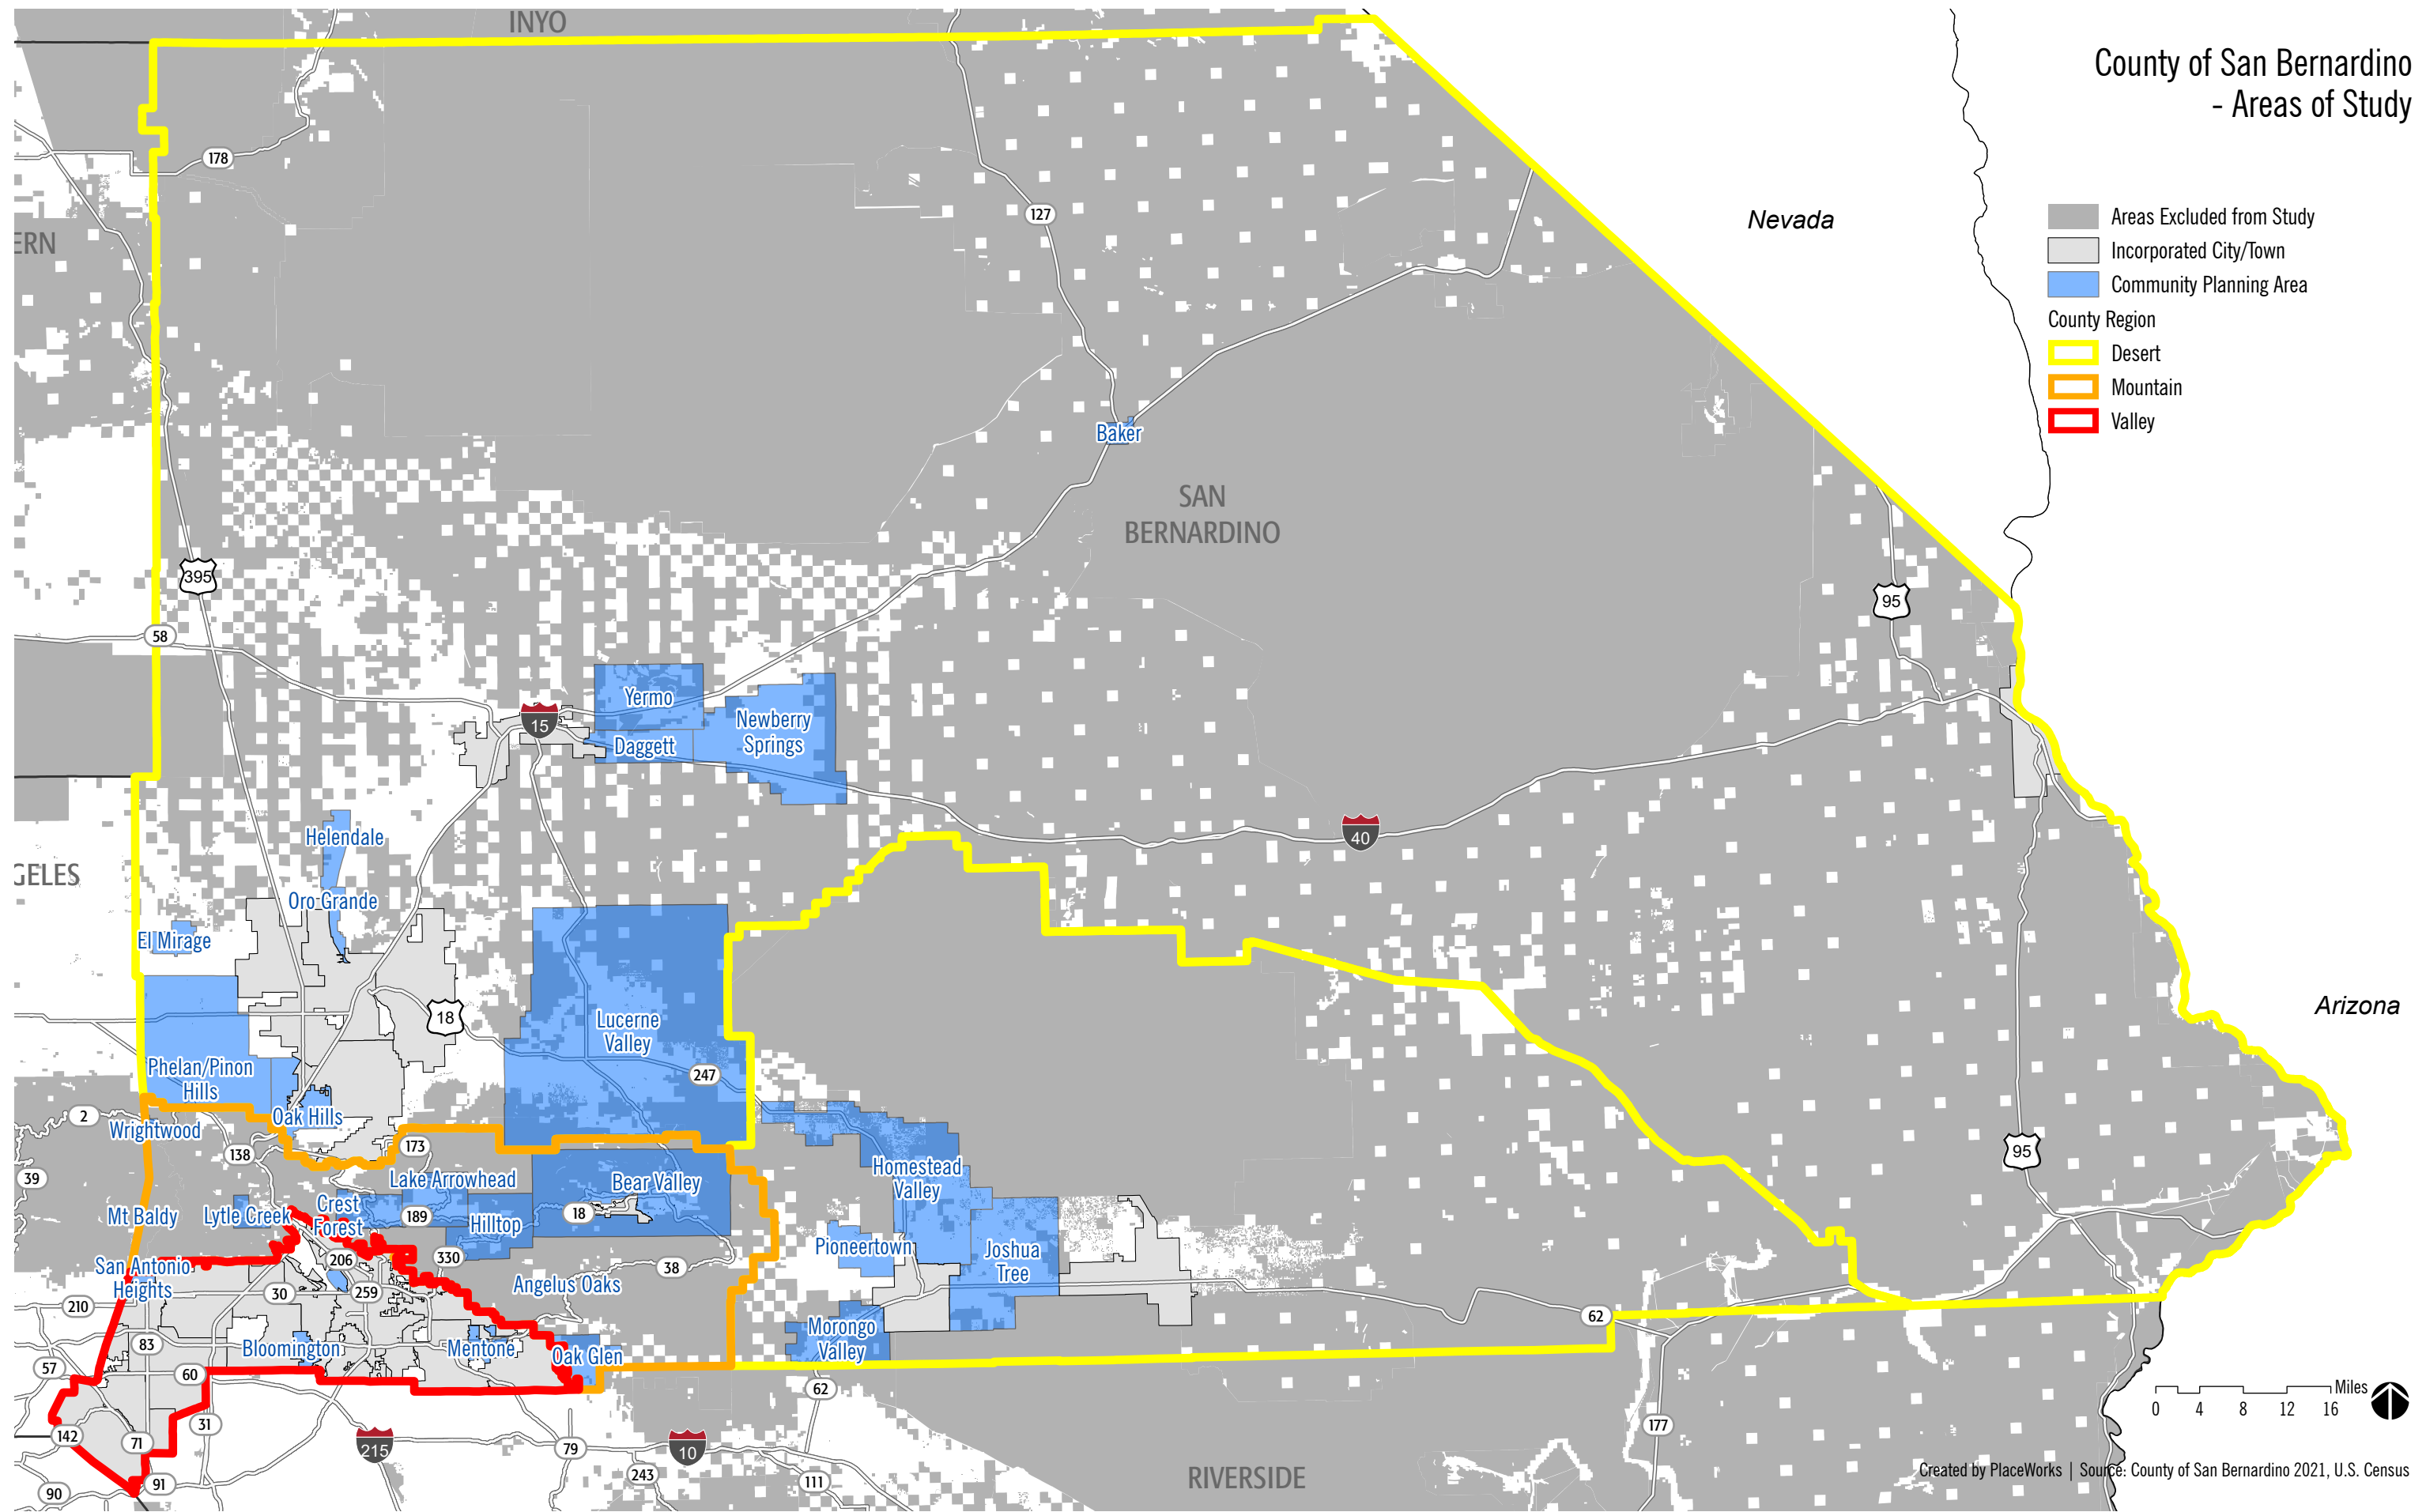 INYO
County of San Bernardino
- Areas of Study
178
127
Nevada
Areas Excluded from Study
Incorporated City/Town
Community Planning Area
County Region
Desert
Mountain
Valley
ERN
Baker
SAN
BERNARDINO
395
95
58
Yermo
15
Newberry
Springs
Daggett
Helendale
40
GELES
Oro Grande
El Mirage
Arizona
18
Lucerne
Valley
Phelan/Pinon
Hills
247
2
Oak Hills
Wrightwood
138
173
95
39
Lake Arrowhead
Homestead
Valley
Bear Valley
Mt Baldy
Lytle Creek
Crest
Forest
189
Hilltop
18
Pioneertown
206
330
San Antonio
Heights
38
Joshua
Tree
Angelus Oaks
30
259
210
62
Morongo
Valley
83
Bloomington
Mentone
Oak Glen
57
60
62
Miles
0 4 8 12 16
31
142
71
177
215
79
10
243
111
91
90
RIVERSIDE
Created by PlaceWorks | Source: County of San Bernardino 2021, U.S. Census